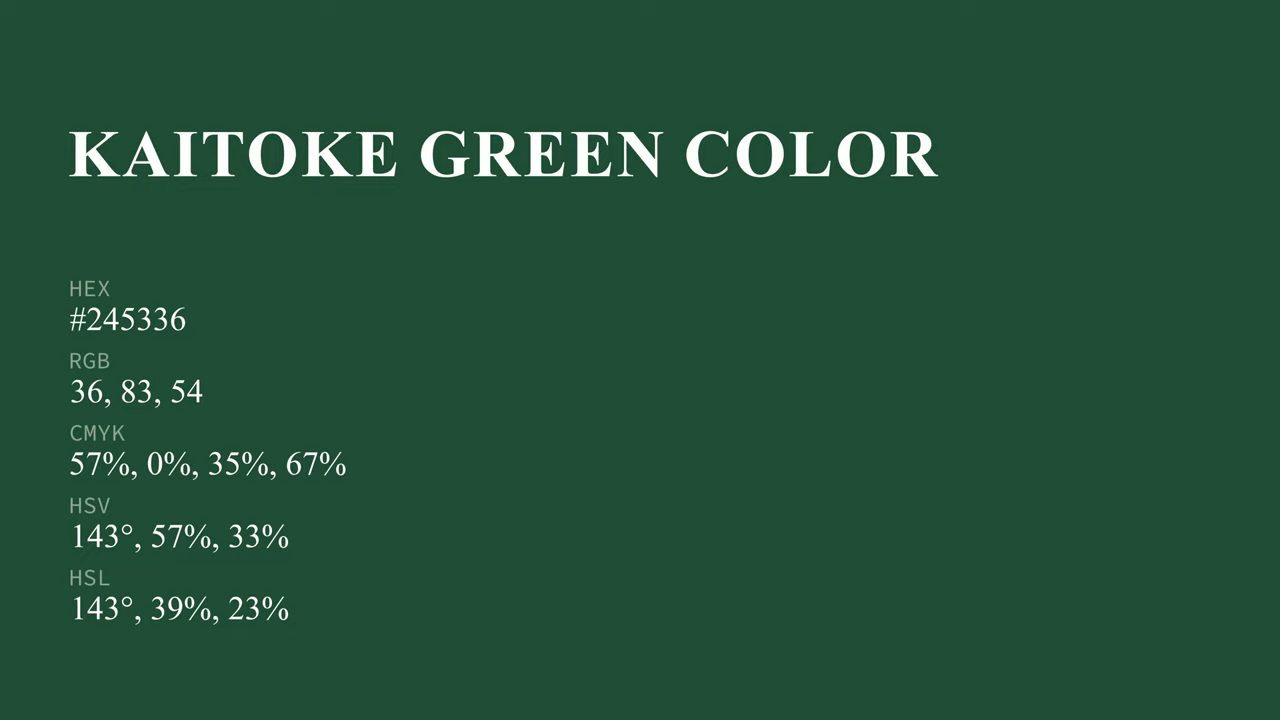 KAITOKE GREEN COLOR
HEX
#245336
RGB
36, 83, 54
CMYK
57%, 0%, 35%, 67%
HSV
143°, 57%, 33%
HSL
143°, 39%, 23%